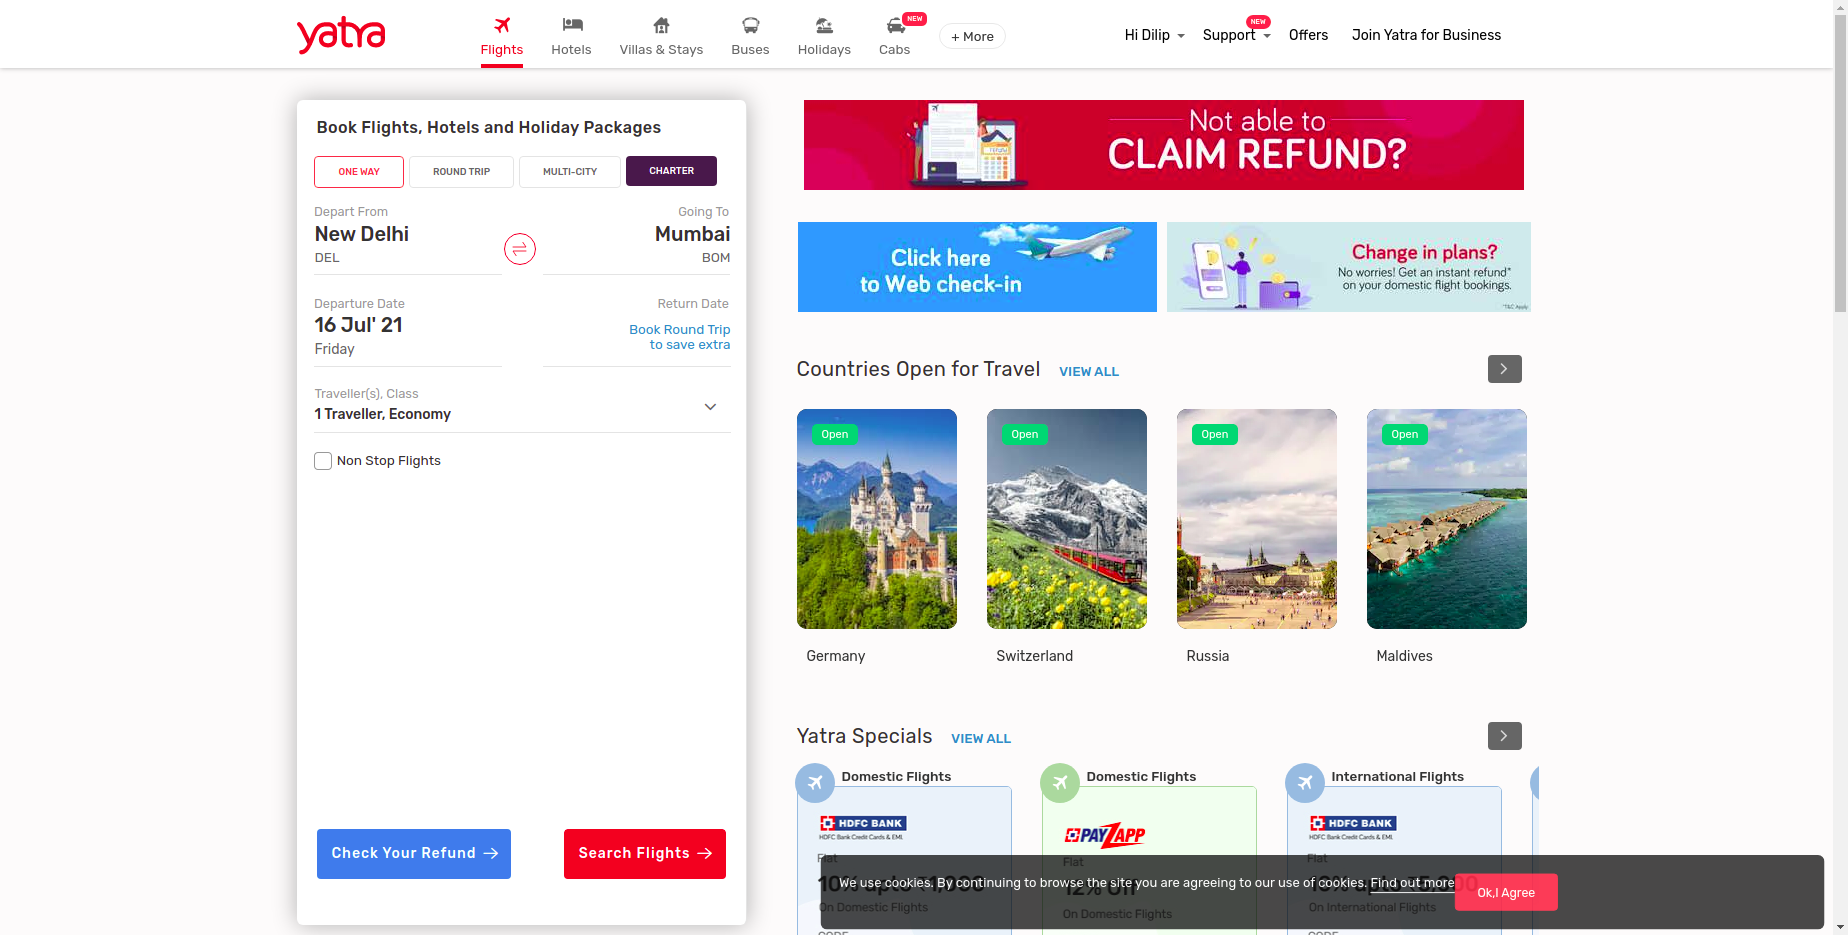 yatra
Flights
Hotels
Villas & Stays
Buses
Holidays
NEW
Cabs
+ More
Hi Dilip
NEW
Support
Offers
Join Yatra for Business
Book Flights, Hotels and Holiday Packages
ONE WAY
ROUND TRIP
MULTI-CITY
CHARTER
Depart From
Going To
New Delhi
Mumbai
DEL
BOM
Departure Date
Return Date
16 Jul' 21
Book Round Trip
to save extra
Friday
Traveller(s), Class
1 Traveller, Economy
Non Stop Flights
Check Your Refund
Search Flights
Not able to
CLAIM REFUND?
Click here
to Web check-in
Change in plans?
No worries! Get an instant refund*
on your domestic flight bookings.
*T&C Apply
Countries Open for Travel
VIEW ALL
Open
Open
Open
Open
Germany
Switzerland
Russia
Maldives
Yatra Specials
VIEW ALL
Domestic Flights
Domestic Flights
International Flights
HDFC BANK
HDFC Bank Credit Cards & EMI.
PAYZAPP
HDFC BANK
HDFC Bank Credit Cards & EMI.
Flat
Flat
Flat
We use cookies. By continuing to browse the site you are agreeing to our use of cookies. Find out more
Ok,I Agree
On Domestic Flights
On Domestic Flights
On International Flights